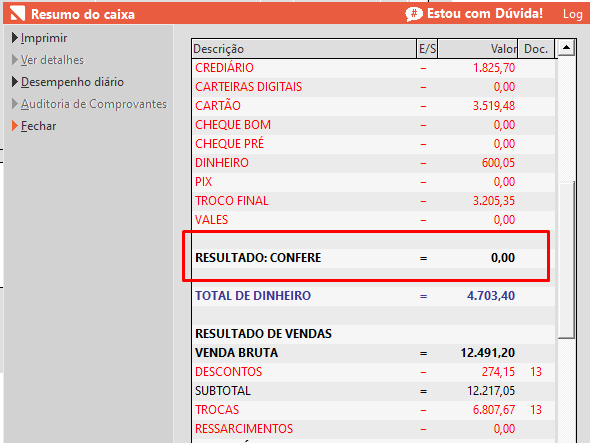 Resumo do caixa
# Estou com Dúvida!
Log
Imprimir
Ver detalhes
Desempenho diário
Auditoria de Comprovantes
Fechar
Descrição E/S Valor Doc.
CREDIÁRIO – 1.825,70
CARTEIRAS DIGITAIS – 0,00
CARTÃO – 3.519,48
CHEQUE BOM – 0,00
CHEQUE PRÉ – 0,00
DINHEIRO – 600,05
PIX – 0,00
TROCO FINAL – 3.205,35
VALES – 0,00
RESULTADO: CONFERE = 0,00
TOTAL DE DINHEIRO = 4.703,40
RESULTADO DE VENDAS
VENDA BRUTA = 12.491,20
DESCONTOS – 274,15 13
SUBTOTAL = 12.217,05
TROCAS – 6.807,67 13
RESSARCIMENTOS – 0,00